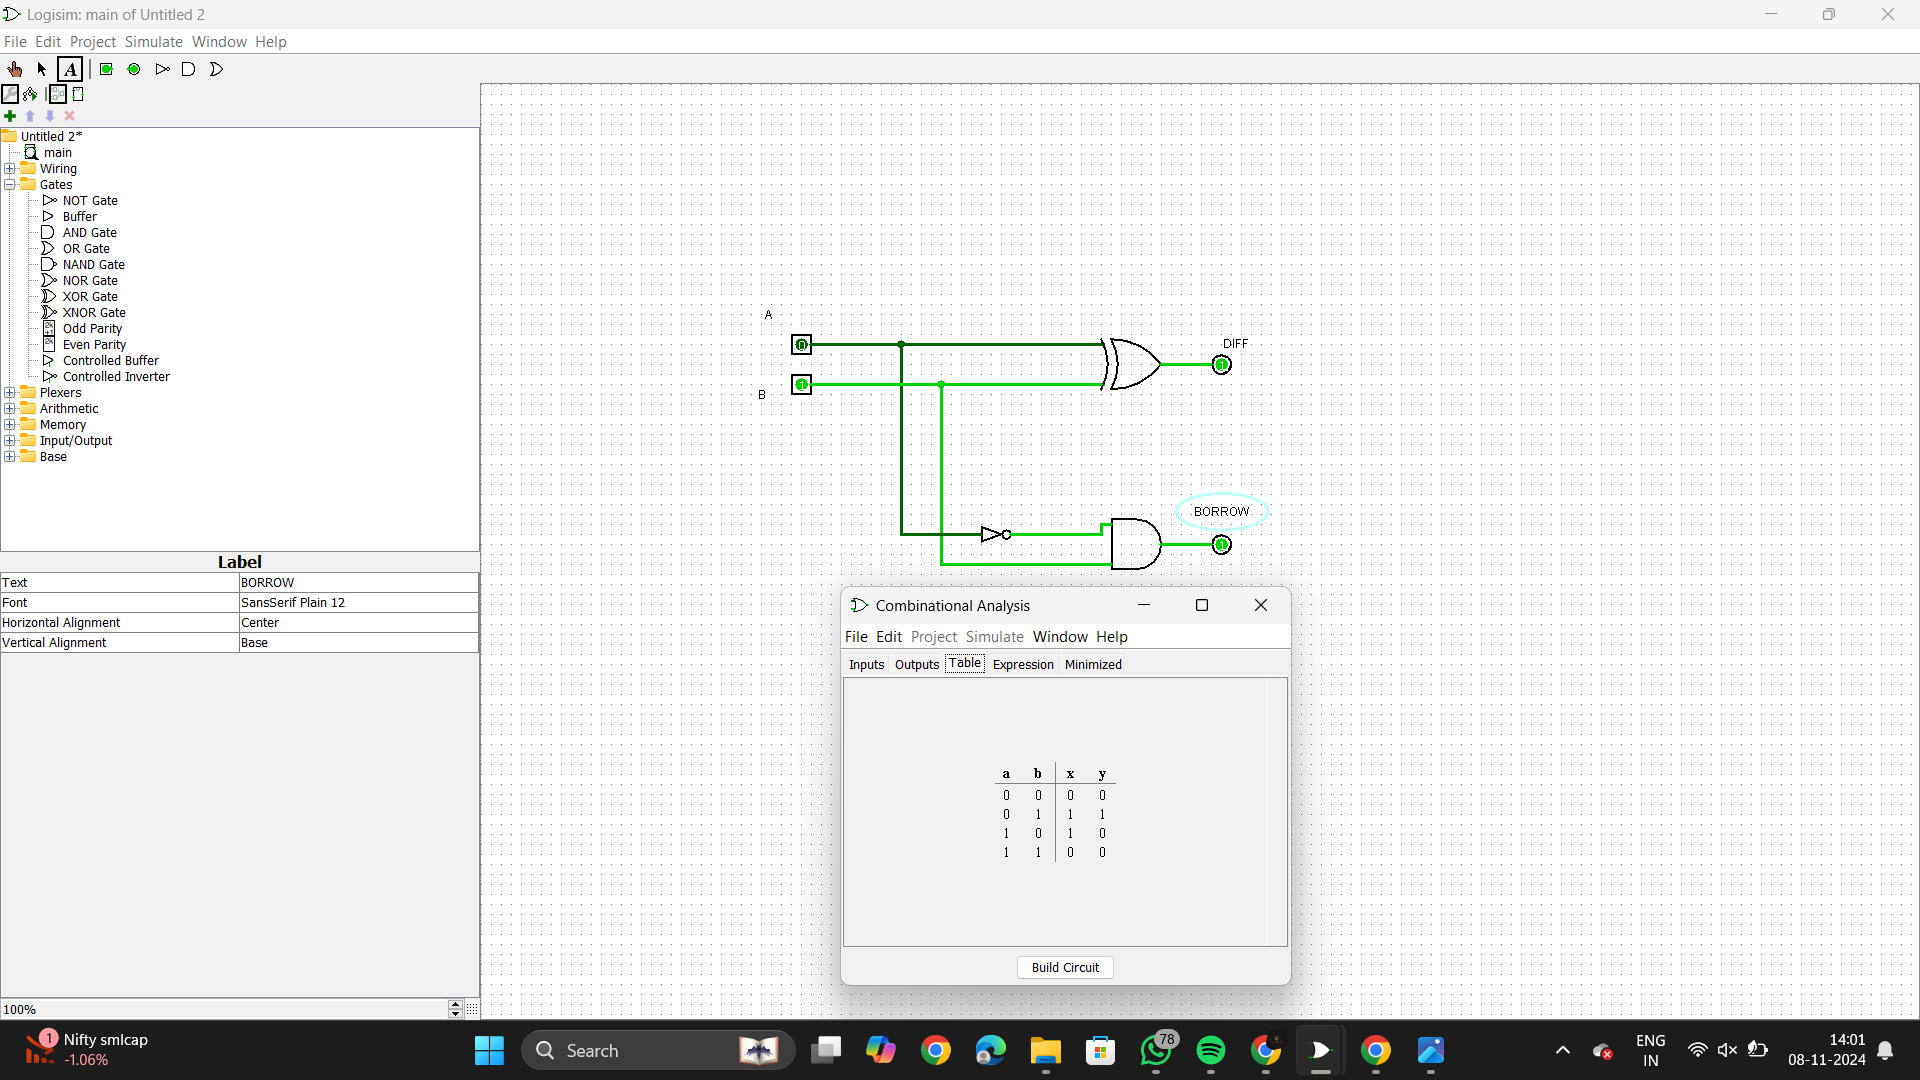 Logisim: main of Untitled 2
File Edit Project Simulate Window Help
A
Untitled 2*
main
Wiring
Gates
NOT Gate
Buffer
AND Gate
OR Gate
NAND Gate
NOR Gate
XOR Gate
XNOR Gate
Odd Parity
Even Parity
Controlled Buffer
Controlled Inverter
Plexers
Arithmetic
Memory
Input/Output
Base
Label
Text BORROW
Font SansSerif Plain 12
Horizontal Alignment Center
Vertical Alignment Base
100%
A
0
DIFF
1
B
1
BORROW
1
Combinational Analysis
File Edit Project Simulate Window Help
Inputs Outputs Table Expression Minimized
a b x y
0 0 0 0
0 1 1 1
1 0 1 0
1 1 0 0
Build Circuit
1
Nifty smlcap
-1.06%
Search
78
ENG
IN
14:01
08-11-2024